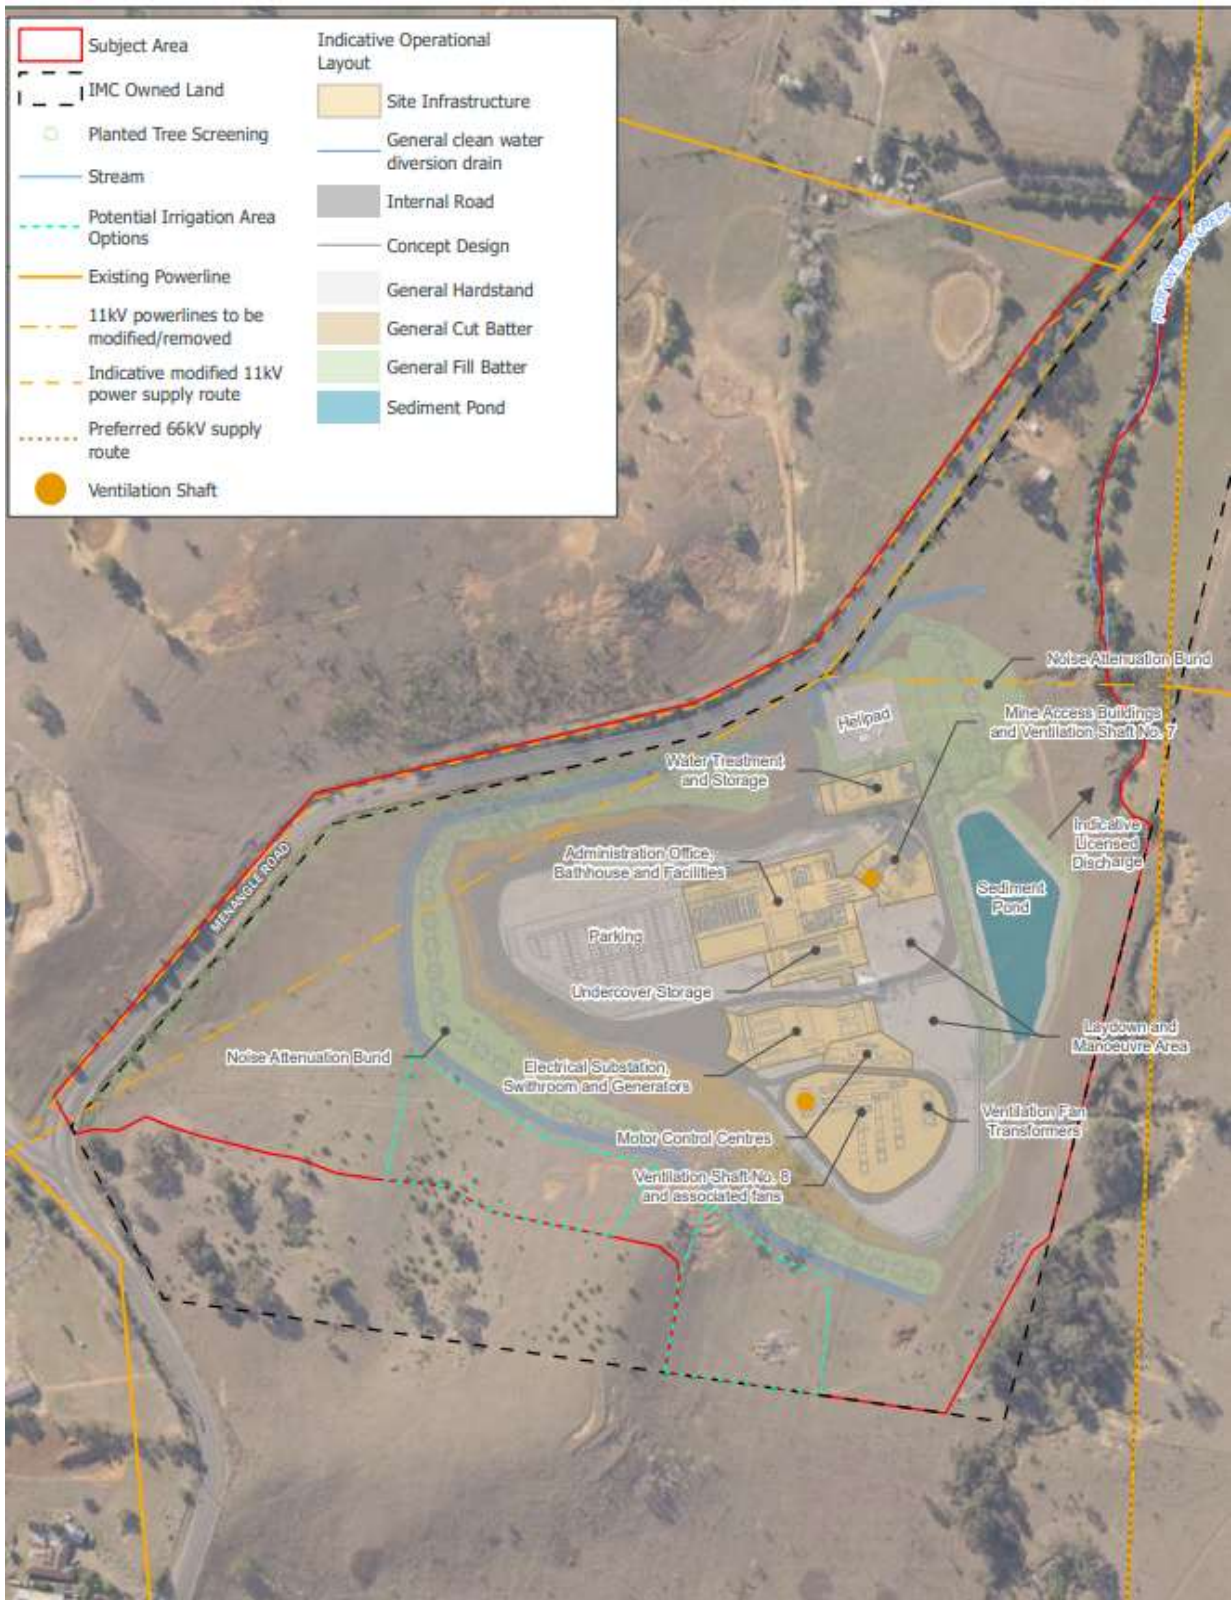 Subject Area
IMC Owned Land
Planted Tree Screening
Stream
Potential Irrigation Area
Options
Existing Powerline
11kV powerlines to be
modified/removed
Indicative modified 11kV
power supply route
Preferred 66kV supply
route
Ventilation Shaft
Indicative Operational
Layout
Site Infrastructure
General clean water
diversion drain
Internal Road
Concept Design
General Hardstand
General Cut Batter
General Fill Batter
Sediment Pond
FOOT ONSLOW CREEK
Noise Attenuation Bund
Helipad
Mine Access Buildings
and Ventilation Shaft No. 7
Water Treatment
and Storage
Indicative
Licensed
Discharge
MENANGLE ROAD
Administration Office,
Bathhouse and Facilities
Sediment
Pond
Parking
Undercover Storage
Laydown and
Manoeuvre Area
Noise Attenuation Bund
Electrical Substation,
Swithroom and Generators
Ventilation Fan
Transformers
Motor Control Centres
Ventilation Shaft No. 8
and associated fans